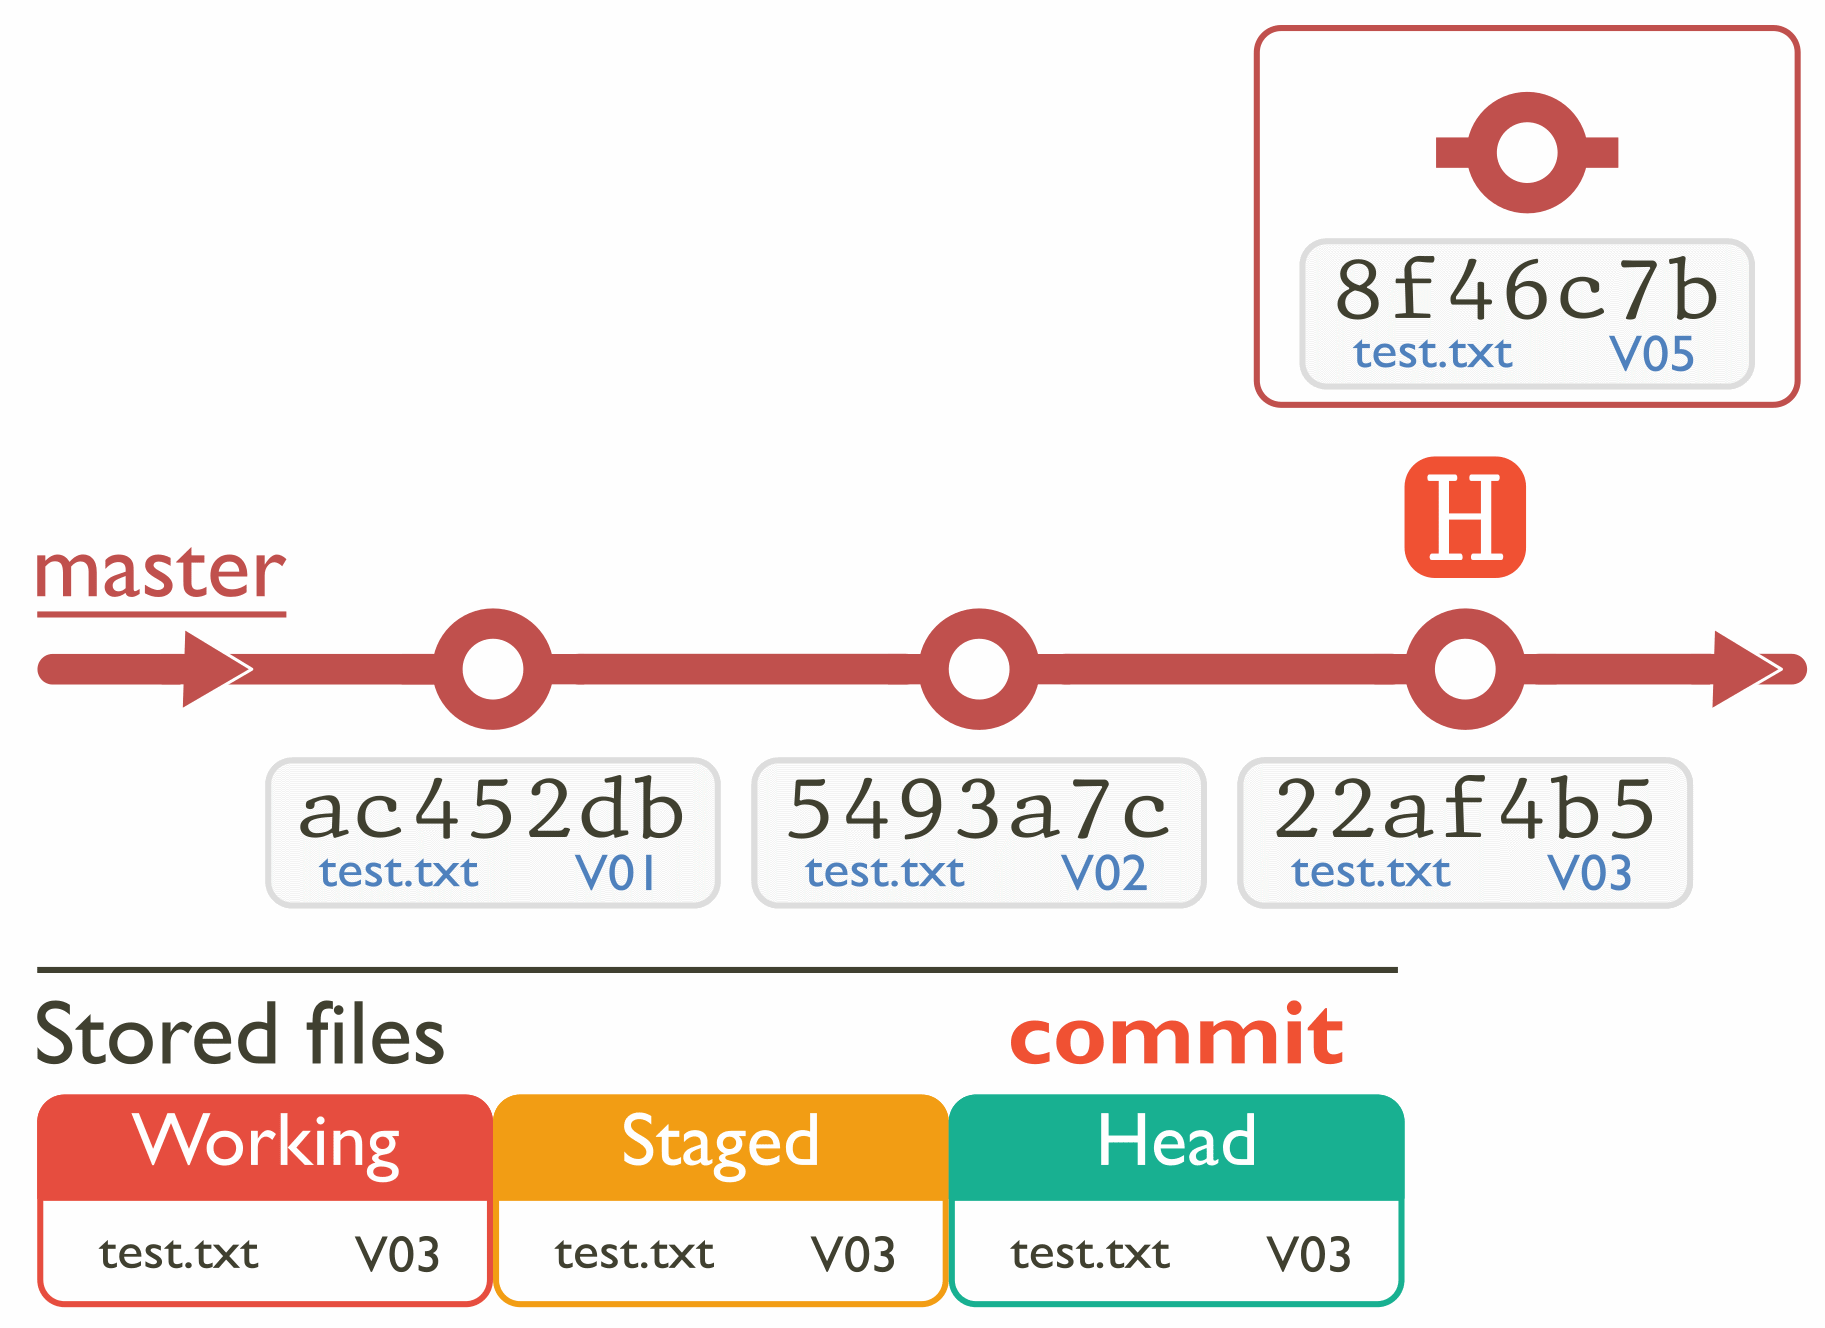 8f46c7b
test.txt V05
H
master
ac452db
test.txt V01
5493a7c
test.txt V02
22af4b5
test.txt V03
Stored files commit
Working Staged Head
test.txt V03 test.txt V03 test.txt V03